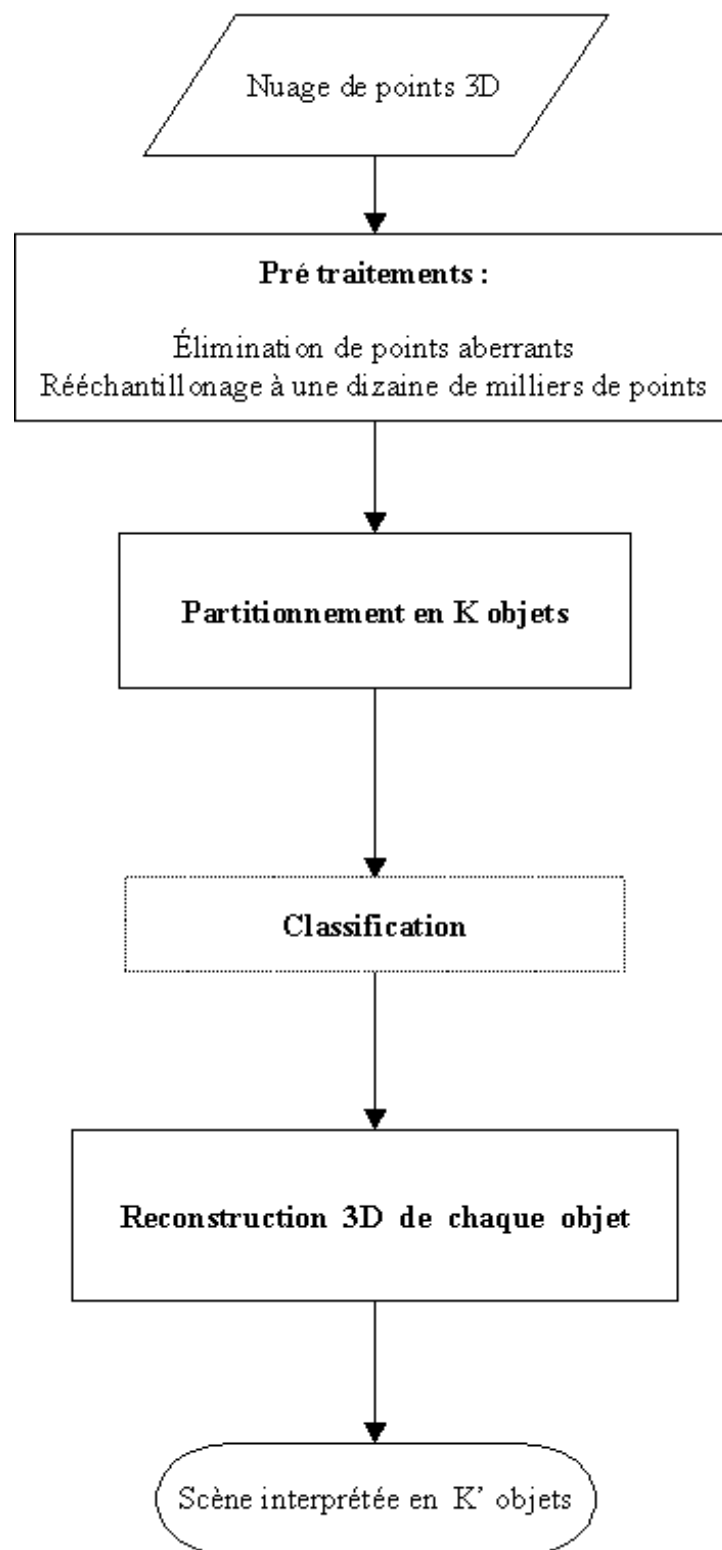 Nuage de points 3D
Pré traitements :
Élimination de points aberrants
Rééchantillonage à une dizaine de milliers de points
Partitionnement en K objets
Classification
Reconstruction 3D de chaque objet
Scène interprétée en K' objets